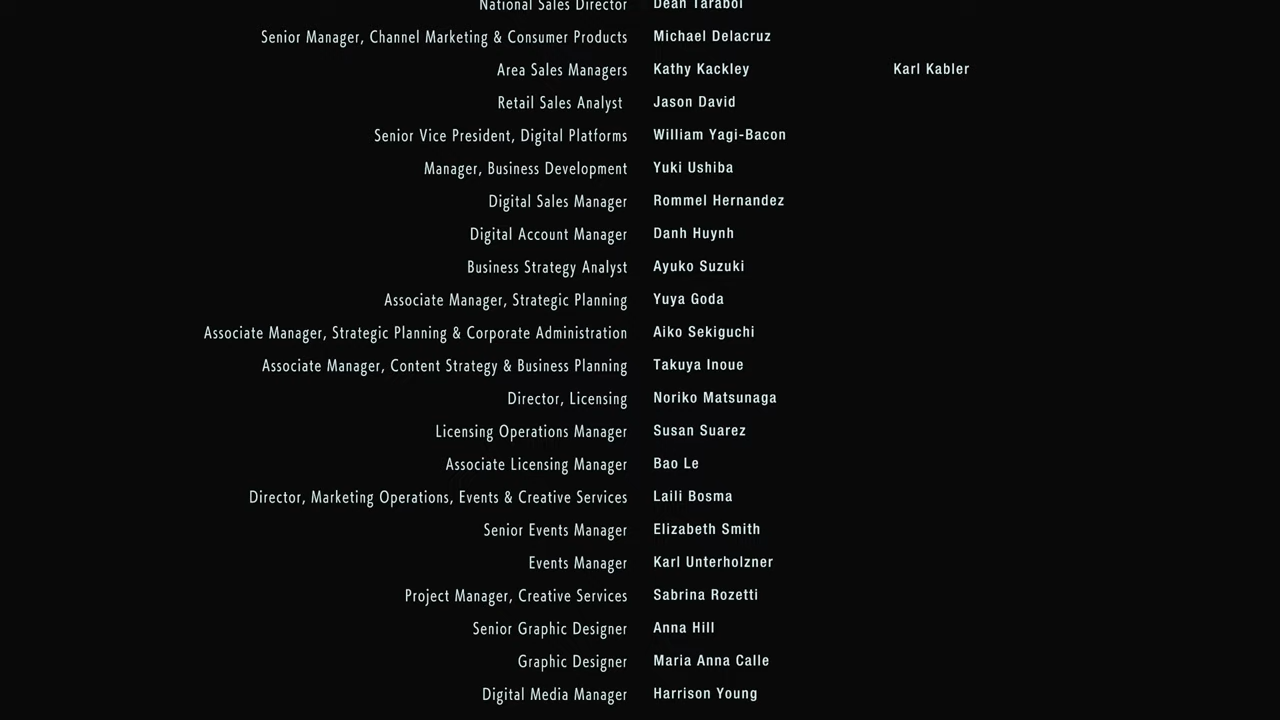 National Sales Director Dean Tarabol
Senior Manager, Channel Marketing & Consumer Products Michael Delacruz
Area Sales Managers Kathy Kackley Karl Kabler
Retail Sales Analyst Jason David
Senior Vice President, Digital Platforms William Yagi-Bacon
Manager, Business Development Yuki Ushiba
Digital Sales Manager Rommel Hernandez
Digital Account Manager Danh Huynh
Business Strategy Analyst Ayuko Suzuki
Associate Manager, Strategic Planning Yuya Goda
Associate Manager, Strategic Planning & Corporate Administration Aiko Sekiguchi
Associate Manager, Content Strategy & Business Planning Takuya Inoue
Director, Licensing Noriko Matsunaga
Licensing Operations Manager Susan Suarez
Associate Licensing Manager Bao Le
Director, Marketing Operations, Events & Creative Services Laili Bosma
Senior Events Manager Elizabeth Smith
Events Manager Karl Unterholzner
Project Manager, Creative Services Sabrina Rozetti
Senior Graphic Designer Anna Hill
Graphic Designer Maria Anna Calle
Digital Media Manager Harrison Young